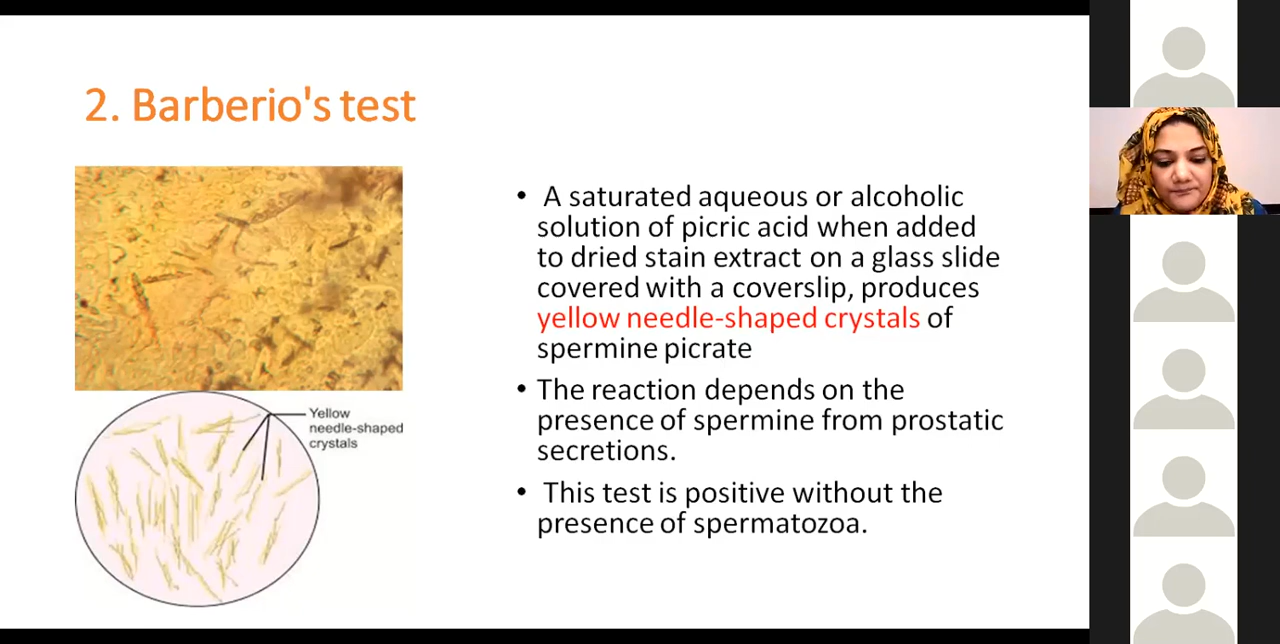 2. Barberio's test
• A saturated aqueous or alcoholic
solution of picric acid when added
to dried stain extract on a glass slide
covered with a coverslip, produces
yellow needle-shaped crystals of
spermine picrate
• The reaction depends on the
presence of spermine from prostatic
secretions.
• This test is positive without the
presence of spermatozoa.
Yellow
needle-shaped
crystals